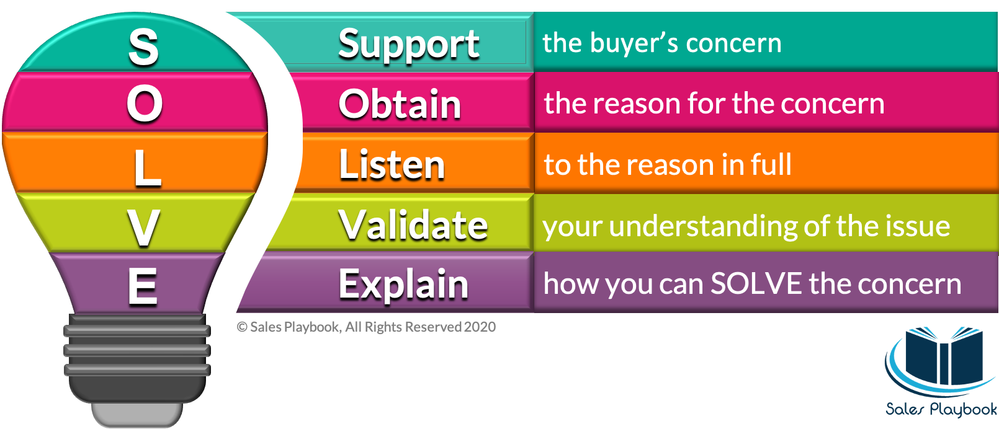 S Support the buyer’s concern
O Obtain the reason for the concern
L Listen to the reason in full
V Validate your understanding of the issue
E Explain how you can SOLVE the concern
© Sales Playbook, All Rights Reserved 2020
Sales Playbook